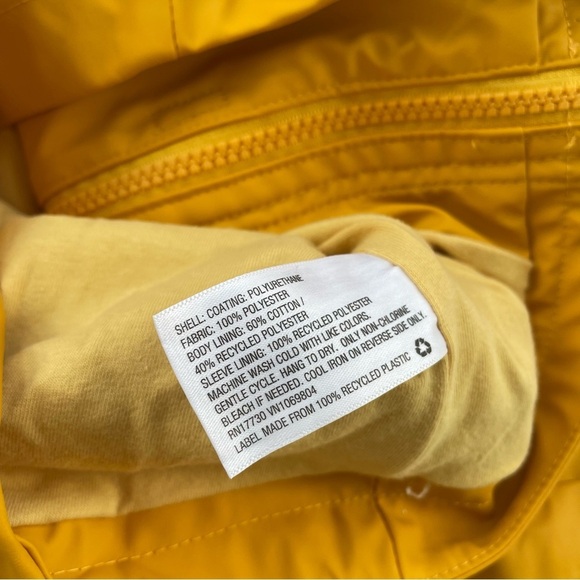 SHELL: COATING: POLYURETHANE
FABRIC: 100% POLYESTER
BODY LINING: 60% COTTON /
40% RECYCLED POLYESTER
SLEEVE LINING: 100% RECYCLED POLYESTER
MACHINE WASH COLD WITH LIKE COLORS.
GENTLE CYCLE. HANG TO DRY. ONLY NON-CHLORINE
BLEACH IF NEEDED. COOL IRON ON REVERSE SIDE ONLY.
RN17730 VN1069804
LABEL MADE FROM 100% RECYCLED PLASTIC